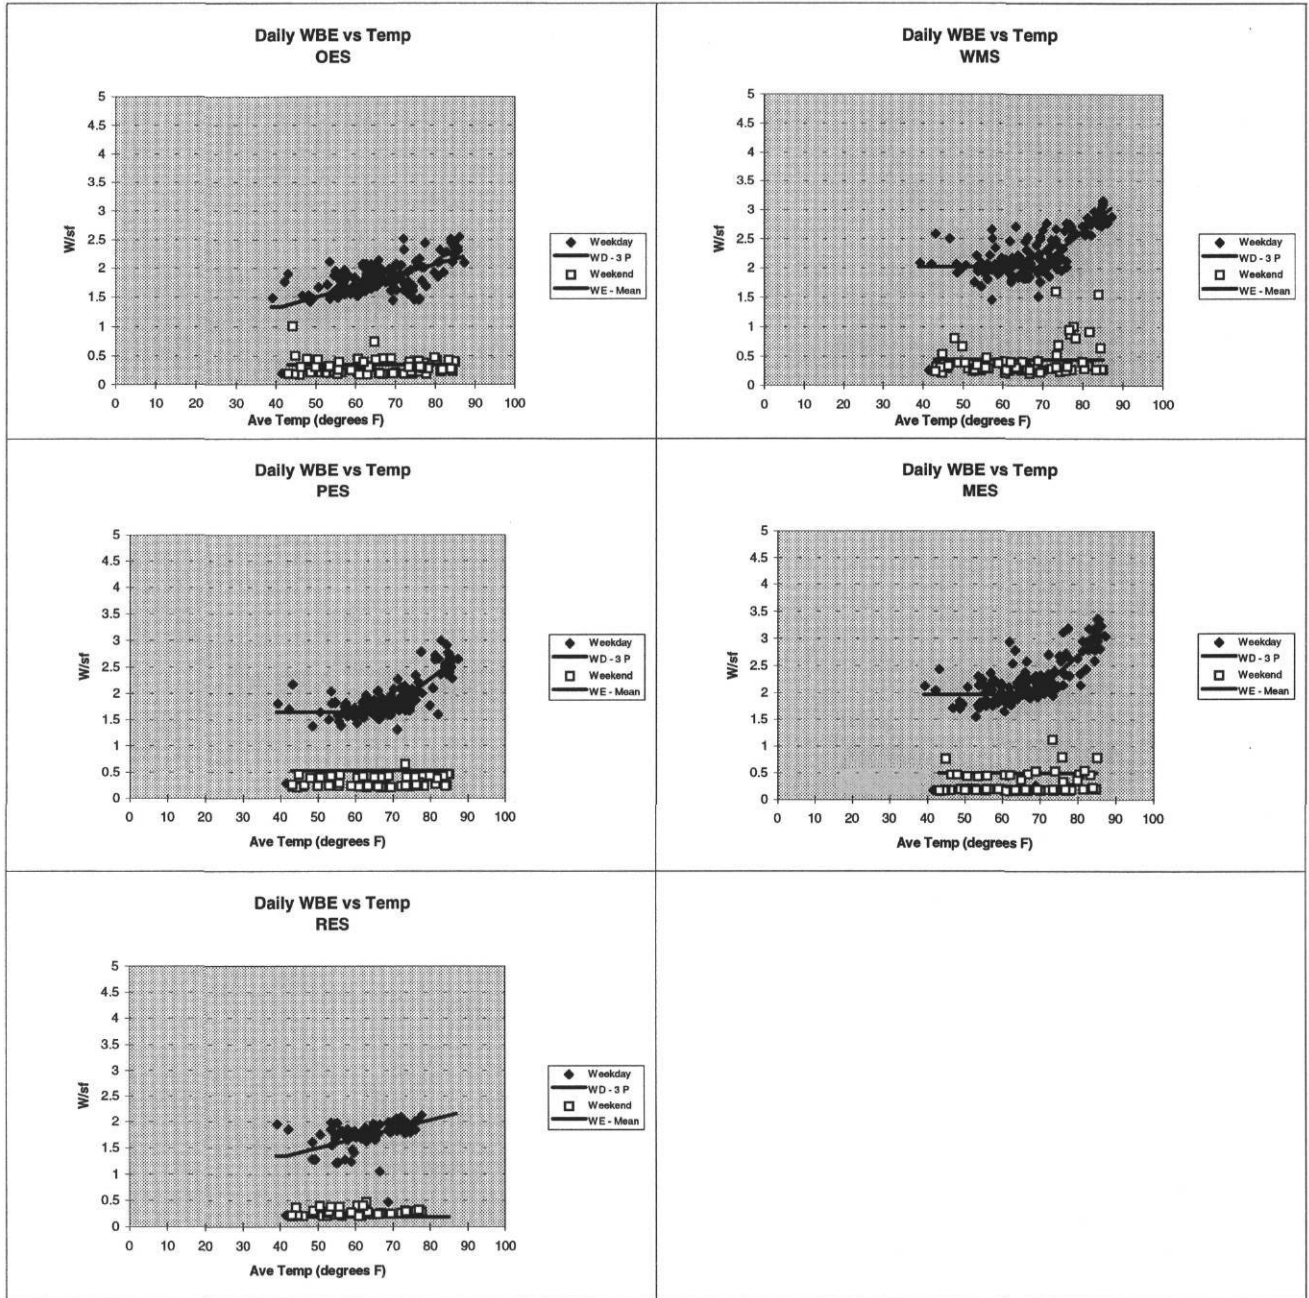 Daily WBE vs Temp
OES
5
4.5
4
3.5
3
2.5
2
1.5
1
0.5
0
W/sf
0 10 20 30 40 50 60 70 80 90 100
Ave Temp (degrees F)
Weekday
WD - 3 P
Weekend
WE - Mean
Daily WBE vs Temp
WMS
5
4.5
4
3.5
3
2.5
2
1.5
1
0.5
0
W/sf
0 10 20 30 40 50 60 70 80 90 100
Ave Temp (degrees F)
Weekday
WD - 3 P
Weekend
WE - Mean
Daily WBE vs Temp
PES
5
4.5
4
3.5
3
2.5
2
1.5
1
0.5
0
W/sf
0 10 20 30 40 50 60 70 80 90 100
Ave Temp (degrees F)
Weekday
WD - 3 P
Weekend
WE - Mean
Daily WBE vs Temp
MES
5
4.5
4
3.5
3
2.5
2
1.5
1
0.5
0
W/sf
0 10 20 30 40 50 60 70 80 90 100
Ave Temp (degrees F)
Weekday
WD - 3 P
Weekend
WE - Mean
Daily WBE vs Temp
RES
5
4.5
4
3.5
3
2.5
2
1.5
1
0.5
0
W/sf
0 10 20 30 40 50 60 70 80 90 100
Ave Temp (degrees F)
Weekday
WD - 3 P
Weekend
WE - Mean